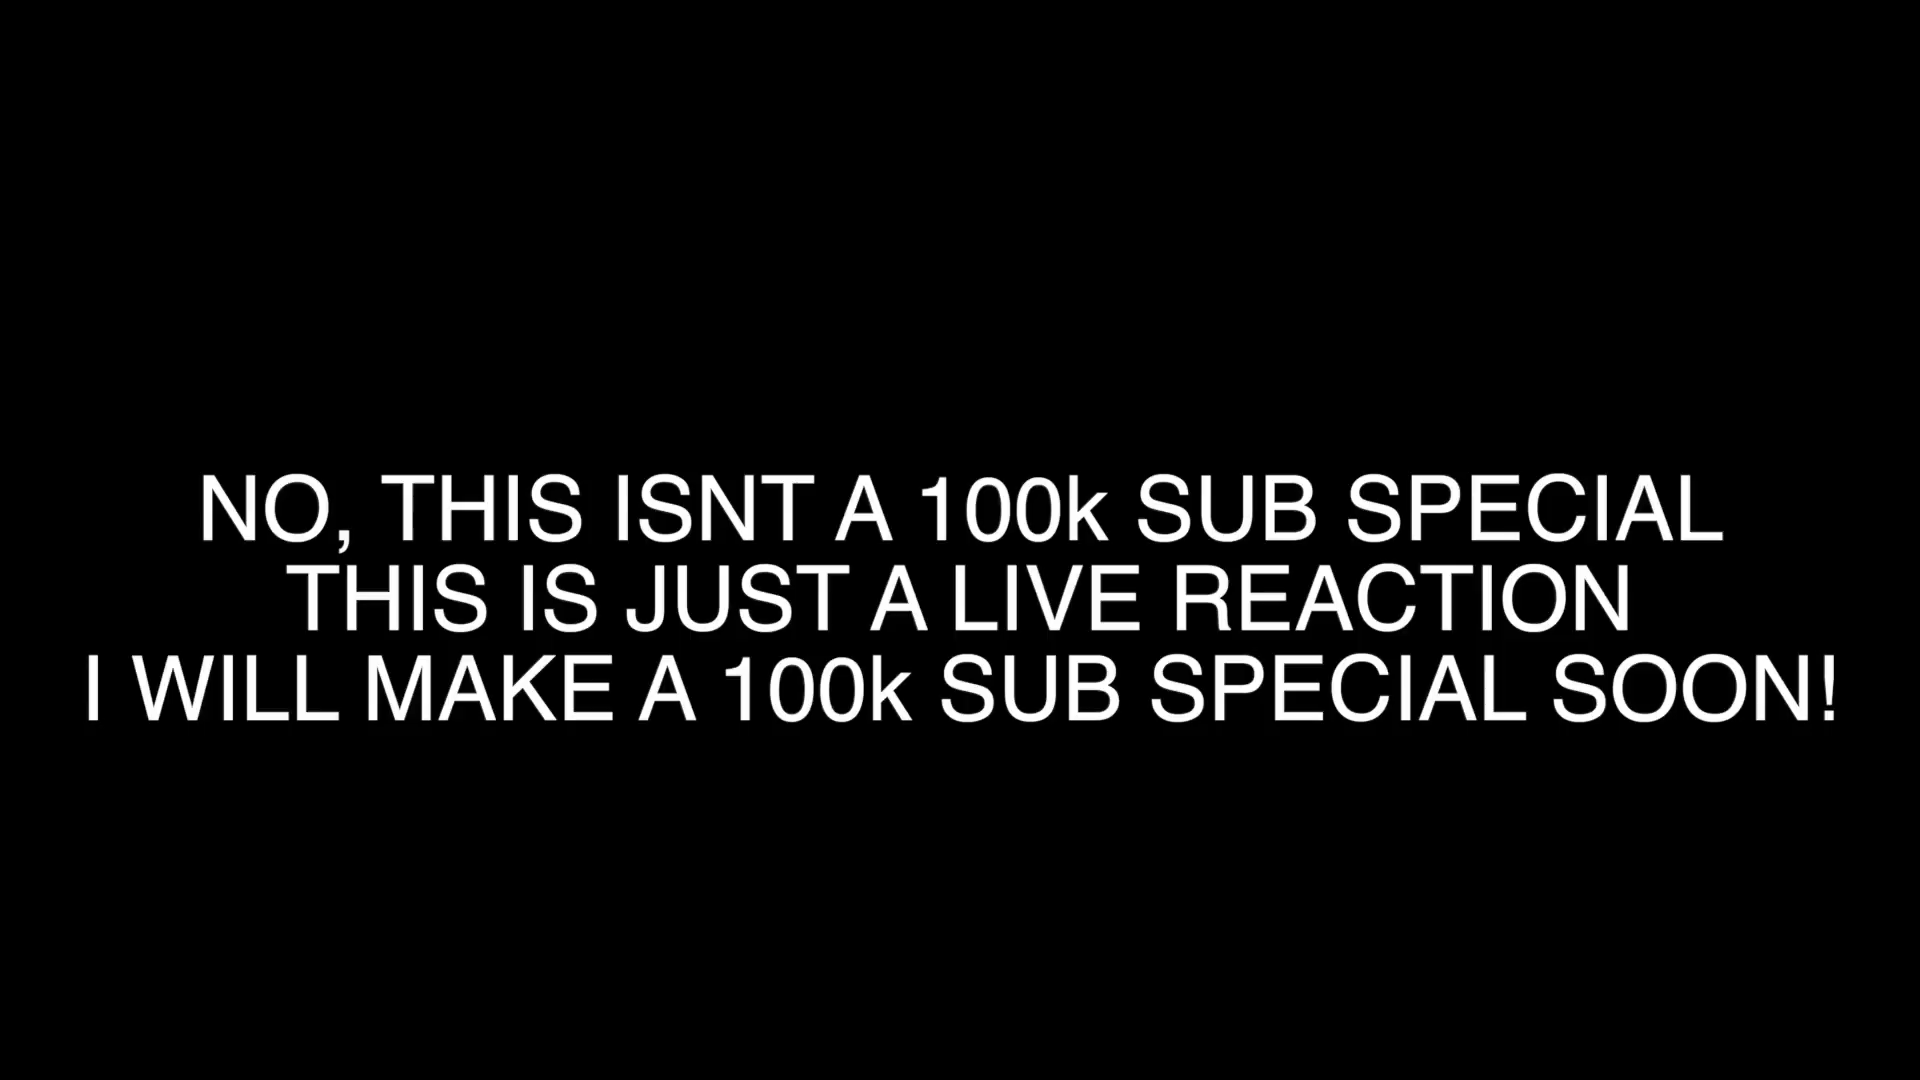 NO, THIS ISNT A 100k SUB SPECIAL
THIS IS JUST A LIVE REACTION
I WILL MAKE A 100k SUB SPECIAL SOON!